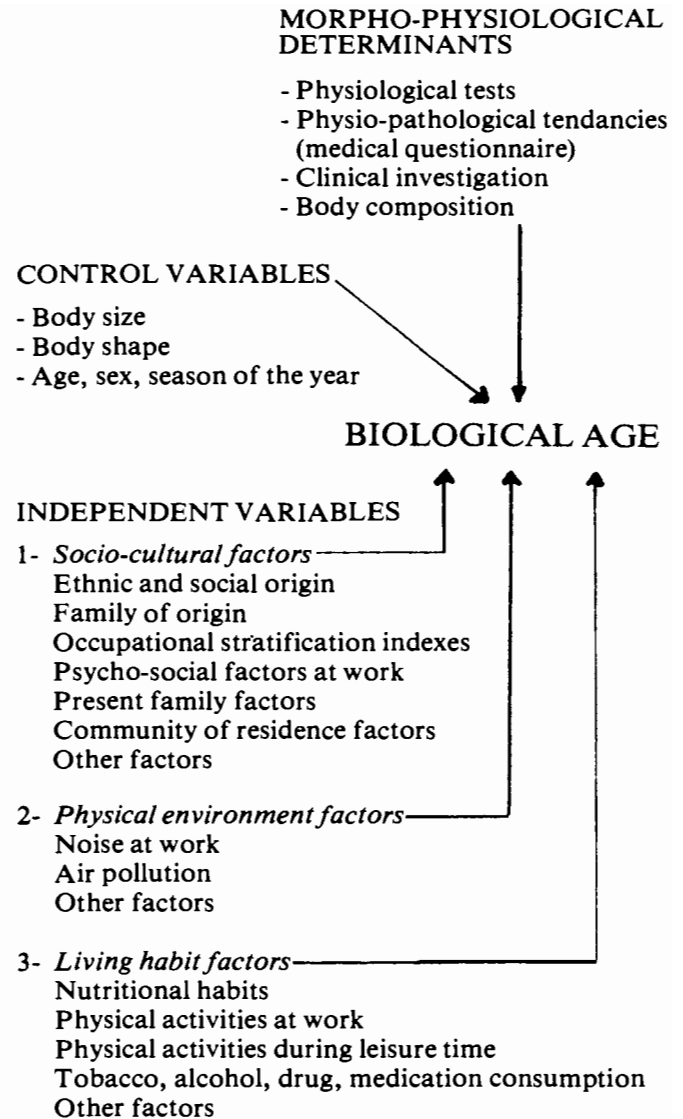 MORPHO-PHYSIOLOGICAL
DETERMINANTS
- Physiological tests
- Physio-pathological tendancies
(medical questionnaire)
- Clinical investigation
- Body composition
CONTROL VARIABLES
- Body size
- Body shape
- Age, sex, season of the year
BIOLOGICAL AGE
INDEPENDENT VARIABLES
1- Socio-cultural factors
Ethnic and social origin
Family of origin
Occupational stratification indexes
Psycho-social factors at work
Present family factors
Community of residence factors
Other factors
2- Physical environment factors
Noise at work
Air pollution
Other factors
3- Living habit factors
Nutritional habits
Physical activities at work
Physical activities during leisure time
Tobacco, alcohol, drug, medication consumption
Other factors